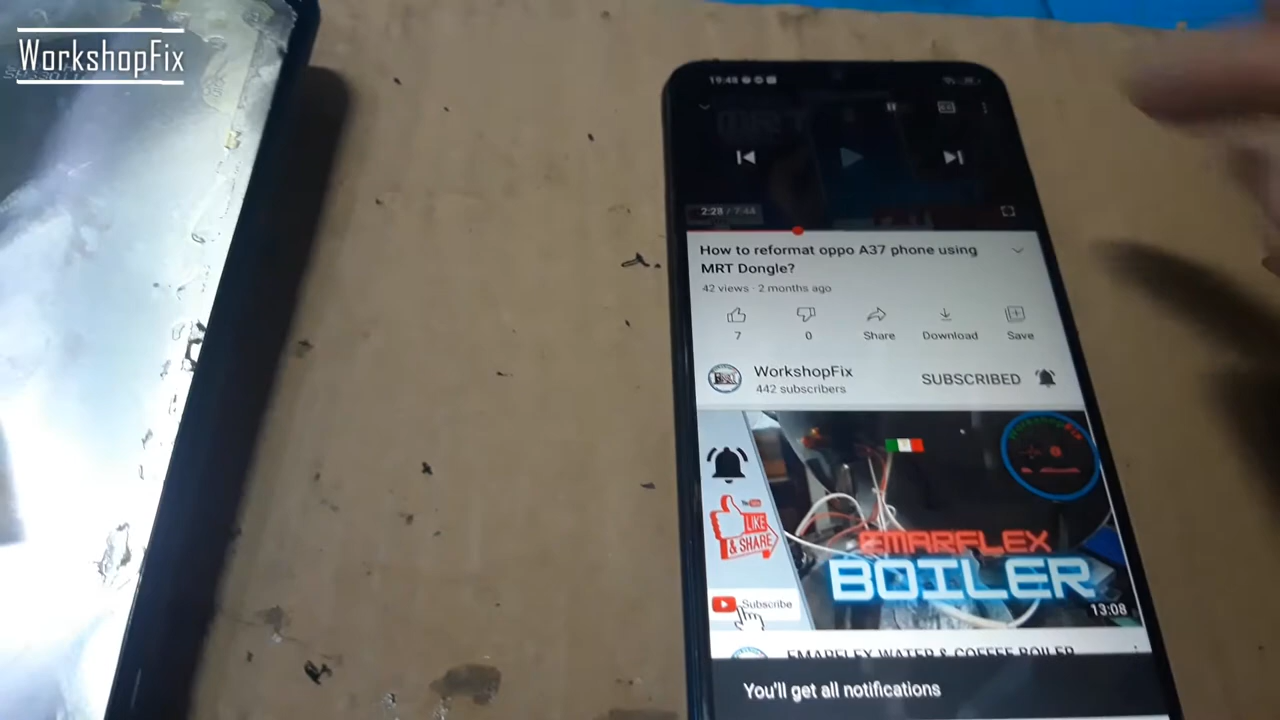 WorkshopFix
19:48
2:28 / 7:44
How to reformat oppo A37 phone using
MRT Dongle?
42 views · 2 months ago
7
0
Share
Download
Save
WorkshopFix
442 subscribers
SUBSCRIBED
LIKE
& SHARE
Subscribe
EMARFLEX
BOILER
13:08
EMARFLEX WATER & COFFEE BOILER
You'll get all notifications